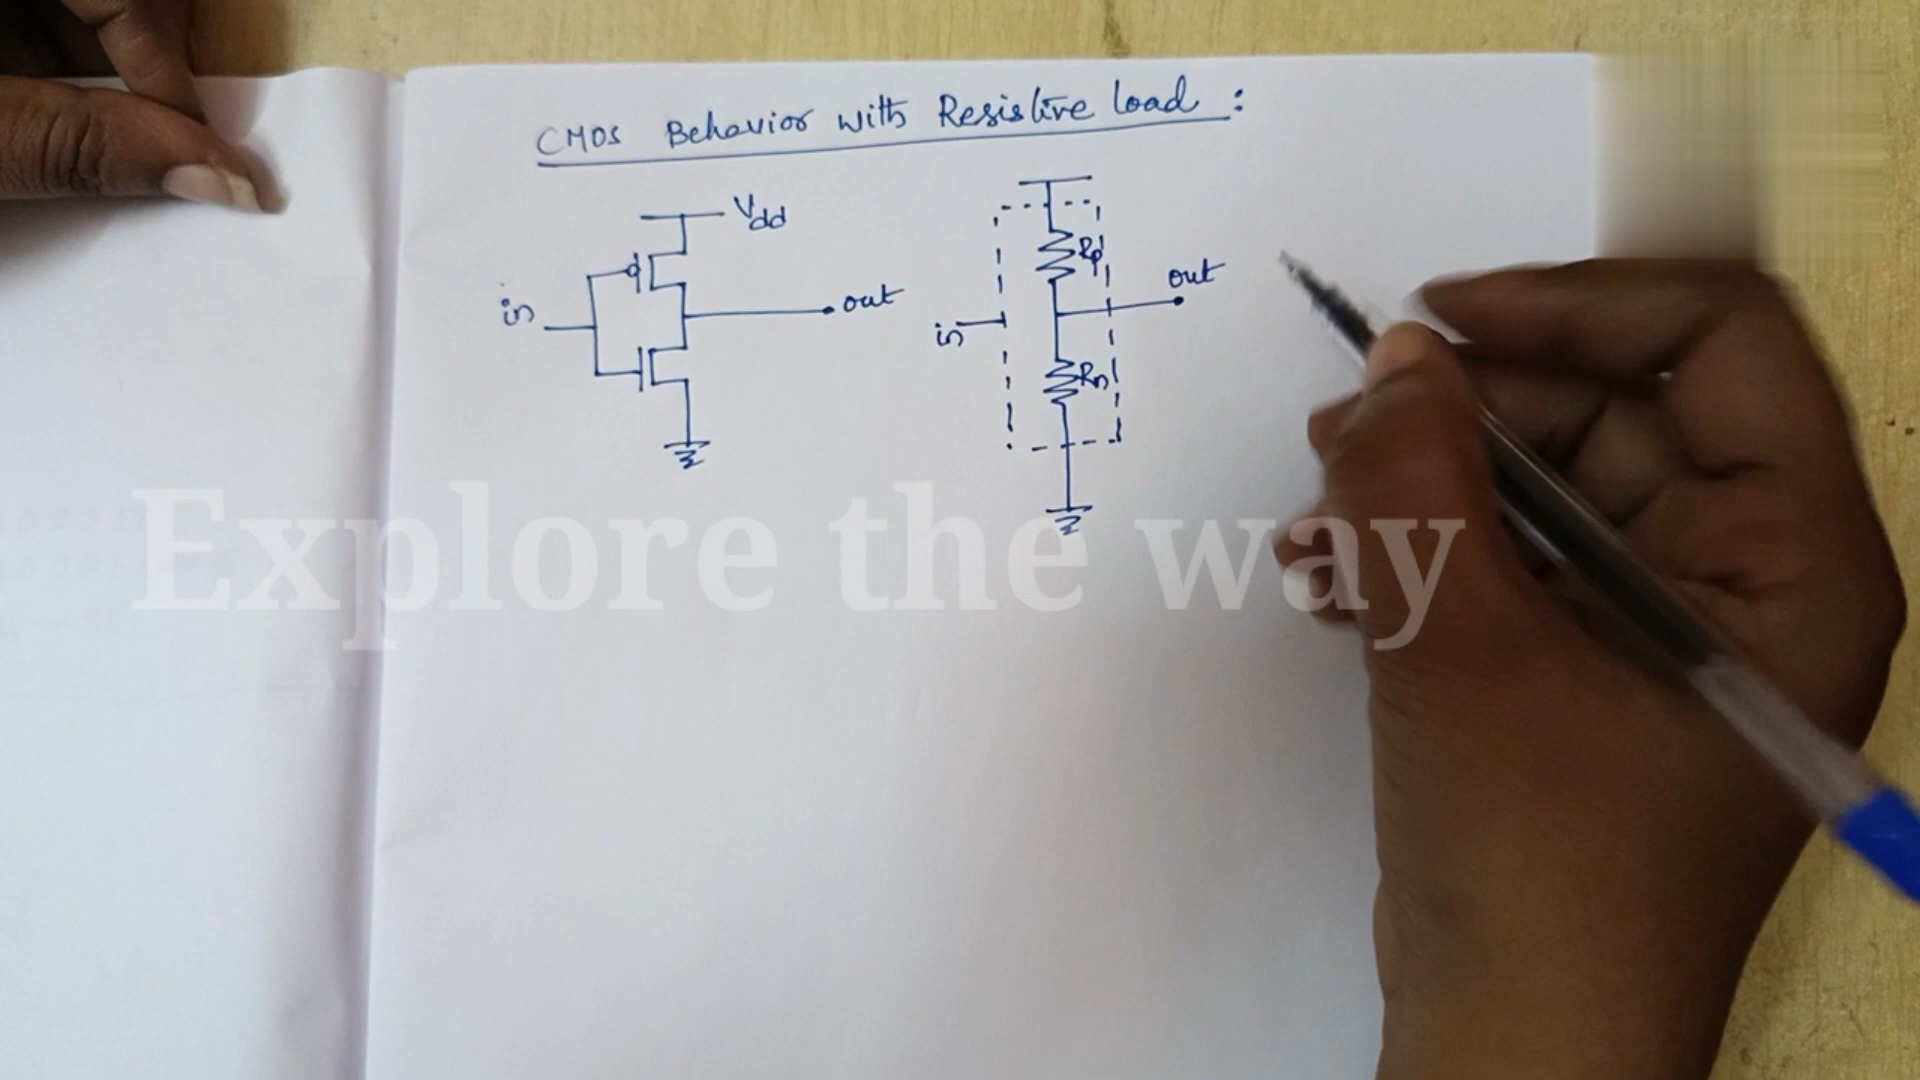 CMOS Behavior with Resistive load :
Vdd
in
out
Rp
out
in
Rn
Explore the way